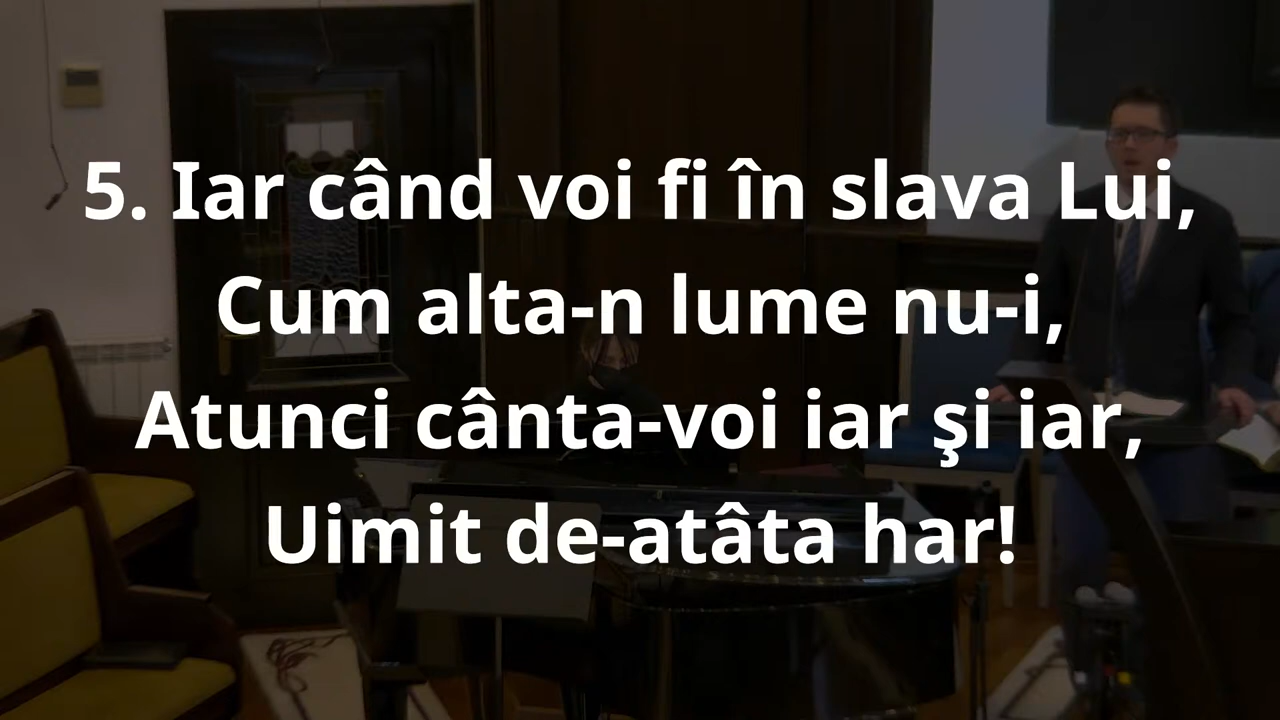 5. Iar când voi fi în slava Lui,
Cum alta-n lume nu-i,
Atunci cânta-voi iar şi iar,
Uimit de-atâta har!